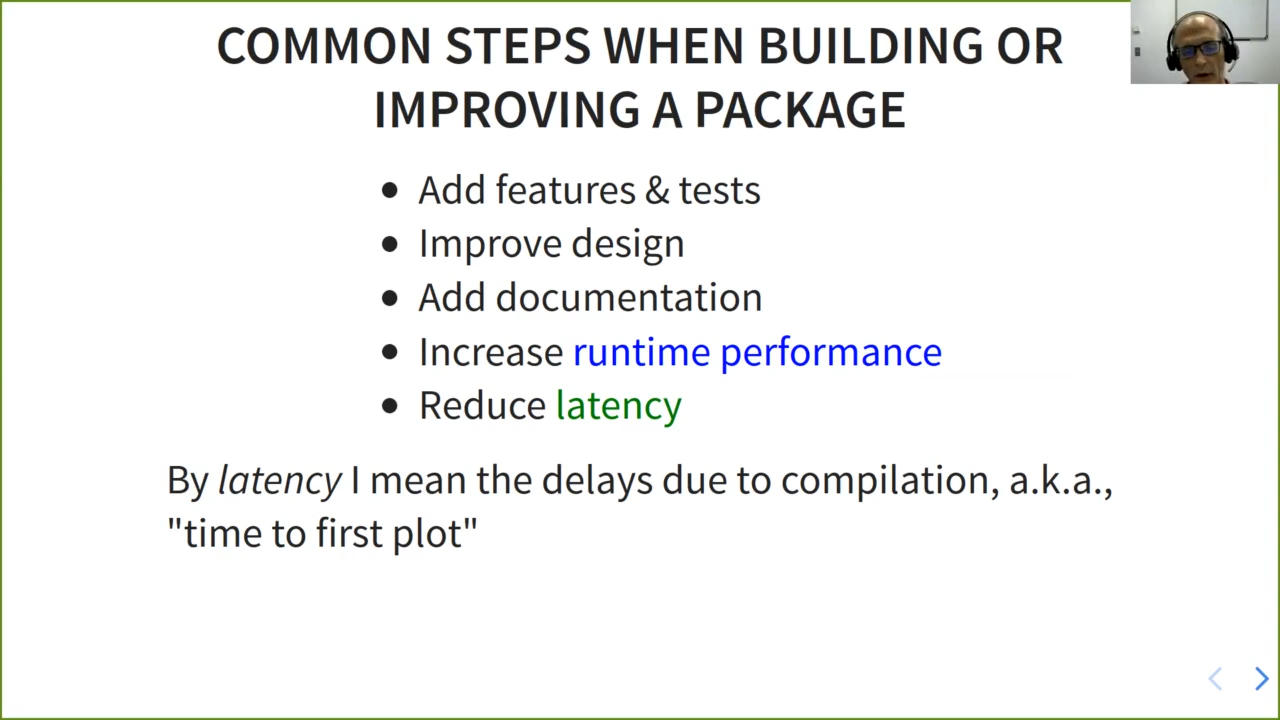 COMMON STEPS WHEN BUILDING OR
IMPROVING A PACKAGE
• Add features & tests
• Improve design
• Add documentation
• Increase runtime performance
• Reduce latency
By latency I mean the delays due to compilation, a.k.a.,
"time to first plot"